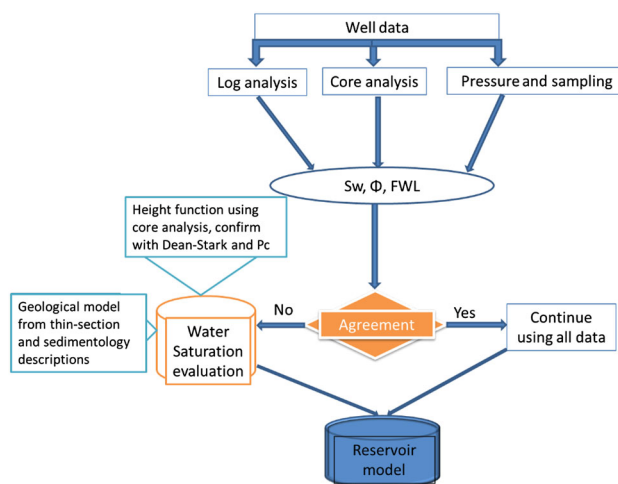 Well data
Log analysis
Core analysis
Pressure and sampling
Sw, Φ, FWL
Height function using
core analysis, confirm
with Dean-Stark and Pc
Geological model
from thin-section
and sedimentology
descriptions
Water
Saturation
evaluation
No
Agreement
Yes
Continue
using all data
Reservoir
model